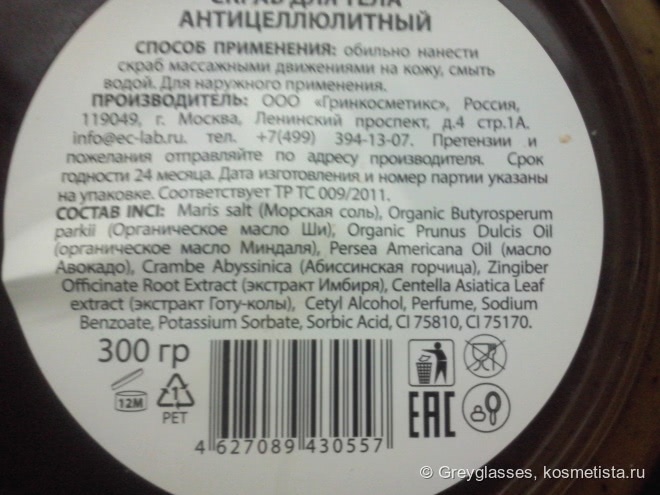 СКРАБ ДЛЯ ТЕЛА
АНТИЦЕЛЛЮЛИТНЫЙ
СПОСОБ ПРИМЕНЕНИЯ: обильно нанести
скраб массажными движениями на кожу, смыть
водой. Для наружного применения.
ПРОИЗВОДИТЕЛЬ: ООО «Гринкосметикс», Россия,
119049, г. Москва, Ленинский проспект, д.4 стр.1А.
info@ec-lab.ru. тел. +7(499) 394-13-07. Претензии и
пожелания отправляйте по адресу производителя. Срок
годности 24 месяца. Дата изготовления и номер партии указаны
на упаковке. Соответствует ТР ТС 009/2011.
СОСТАВ INCI: Maris salt (Морская соль), Organic Butyrosperum
parkii (Органическое масло Ши), Organic Prunus Dulcis Oil
(органическое масло Миндаля), Persea Americana Oil (масло
Авокадо), Crambe Abyssinica (Абиссинская горчица), Zingiber
Officinate Root Extract (экстракт Имбиря), Centella Asiatica Leaf
extract (экстракт Готу-колы), Cetyl Alcohol, Perfume, Sodium
Benzoate, Potassium Sorbate, Sorbic Acid, CI 75810, CI 75170.
300 гр
12M
1
PET
EAC
4 627089 430557
© Greyglasses, kosmetista.ru